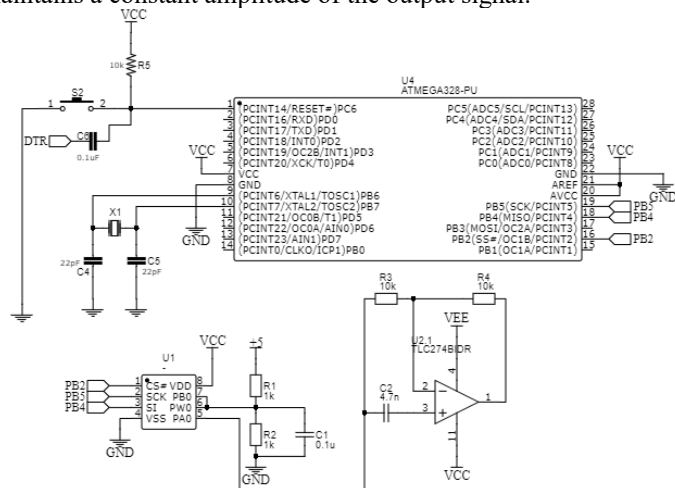 maintains a constant amplitude of the output signal.
VCC
10k
R5
S2
1
2
DTR
C6
0.1uF
U4
ATMEGA328-PU
1
(PCINT14/RESET#)PC6
2
(PCINT16/RXD)PD0
3
(PCINT17/TXD)PD1
4
(PCINT18/INT0)PD2
5
(PCINT19/OC2B/INT1)PD3
6
(PCINT20/XCK/T0)PD4
7
VCC
8
GND
9
(PCINT6/XTAL1/TOSC1)PB6
10
(PCINT7/XTAL2/TOSC2)PB7
11
(PCINT21/OC0B/T1)PD5
12
(PCINT22/OC0A/AIN0)PD6
13
(PCINT23/AIN1)PD7
14
(PCINT0/CLKO/ICP1)PB0
PC5(ADC5/SCL/PCINT13)
28
PC4(ADC4/SDA/PCINT12)
27
PC3(ADC3/PCINT11)
26
PC2(ADC2/PCINT10)
25
PC1(ADC1/PCINT9)
24
PC0(ADC0/PCINT8)
23
GND
22
AREF
21
AVCC
20
PB5(SCK/PCINT5)
19
PB4(MISO/PCINT4)
18
PB3(MOSI/OC2A/PCINT3)
17
PB2(SS#/OC1B/PCINT2)
16
PB1(OC1A/PCINT1)
15
VCC
GND
VCC
GND
PB5
PB4
PB2
X1
22pF
C4
C5
22pF
U1
-
VCC
PB2
1
CS#
VDD
8
PB5
2
SCK
PB0
7
PB4
3
SI
PW0
6
4
VSS
PA0
5
GND
+5
R1
1k
R2
1k
C1
0.1u
GND
R3
10k
R4
10k
VEE
U2.1
TLC274BIDR
4
C2
4.7n
2
3
1
11
VCC